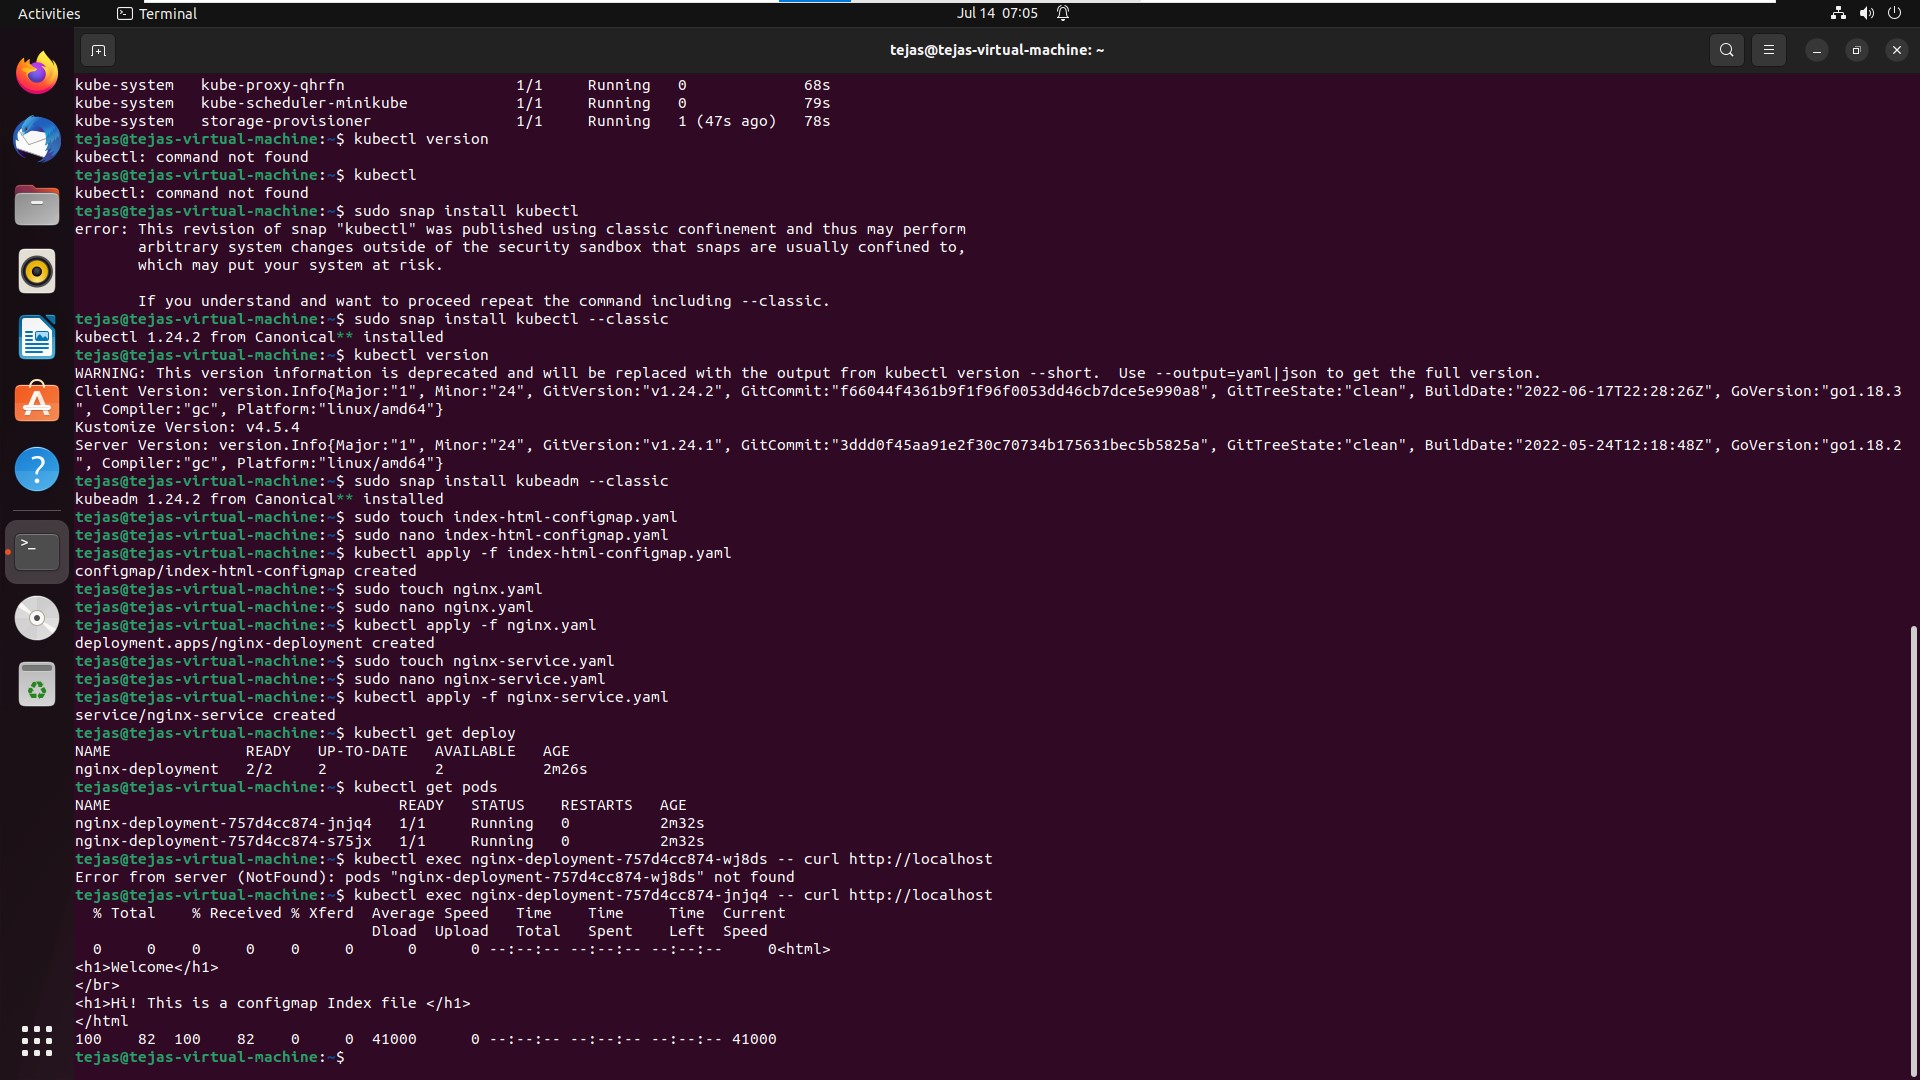 Activities Terminal Jul 14 07:05
tejas@tejas-virtual-machine: ~
kube-system   kube-proxy-qhrfn                   1/1     Running   0             68s
kube-system   kube-scheduler-minikube            1/1     Running   0             79s
kube-system   storage-provisioner                1/1     Running   1 (47s ago)   78s
tejas@tejas-virtual-machine:~$ kubectl version
kubectl: command not found
tejas@tejas-virtual-machine:~$ kubectl
kubectl: command not found
tejas@tejas-virtual-machine:~$ sudo snap install kubectl
error: This revision of snap "kubectl" was published using classic confinement and thus may perform
       arbitrary system changes outside of the security sandbox that snaps are usually confined to,
       which may put your system at risk.
       If you understand and want to proceed repeat the command including --classic.
tejas@tejas-virtual-machine:~$ sudo snap install kubectl --classic
kubectl 1.24.2 from Canonical** installed
tejas@tejas-virtual-machine:~$ kubectl version
WARNING: This version information is deprecated and will be replaced with the output from kubectl version --short.  Use --output=yaml|json to get the full version.
Client Version: version.Info{Major:"1", Minor:"24", GitVersion:"v1.24.2", GitCommit:"f66044f4361b9f1f96f0053dd46cb7dce5e990a8", GitTreeState:"clean", BuildDate:"2022-06-17T22:28:26Z", GoVersion:"go1.18.3
", Compiler:"gc", Platform:"linux/amd64"}
Kustomize Version: v4.5.4
Server Version: version.Info{Major:"1", Minor:"24", GitVersion:"v1.24.1", GitCommit:"3ddd0f45aa91e2f30c70734b175631bec5b5825a", GitTreeState:"clean", BuildDate:"2022-05-24T12:18:48Z", GoVersion:"go1.18.2
", Compiler:"gc", Platform:"linux/amd64"}
tejas@tejas-virtual-machine:~$ sudo snap install kubeadm --classic
kubeadm 1.24.2 from Canonical** installed
tejas@tejas-virtual-machine:~$ sudo touch index-html-configmap.yaml
tejas@tejas-virtual-machine:~$ sudo nano index-html-configmap.yaml
tejas@tejas-virtual-machine:~$ kubectl apply -f index-html-configmap.yaml
configmap/index-html-configmap created
tejas@tejas-virtual-machine:~$ sudo touch nginx.yaml
tejas@tejas-virtual-machine:~$ sudo nano nginx.yaml
tejas@tejas-virtual-machine:~$ kubectl apply -f nginx.yaml
deployment.apps/nginx-deployment created
tejas@tejas-virtual-machine:~$ sudo touch nginx-service.yaml
tejas@tejas-virtual-machine:~$ sudo nano nginx-service.yaml
tejas@tejas-virtual-machine:~$ kubectl apply -f nginx-service.yaml
service/nginx-service created
tejas@tejas-virtual-machine:~$ kubectl get deploy
NAME               READY   UP-TO-DATE   AVAILABLE   AGE
nginx-deployment   2/2     2            2           2m26s
tejas@tejas-virtual-machine:~$ kubectl get pods
NAME                                READY   STATUS    RESTARTS   AGE
nginx-deployment-757d4cc874-jnjq4   1/1     Running   0          2m32s
nginx-deployment-757d4cc874-s75jx   1/1     Running   0          2m32s
tejas@tejas-virtual-machine:~$ kubectl exec nginx-deployment-757d4cc874-wj8ds -- curl http://localhost
Error from server (NotFound): pods "nginx-deployment-757d4cc874-wj8ds" not found
tejas@tejas-virtual-machine:~$ kubectl exec nginx-deployment-757d4cc874-jnjq4 -- curl http://localhost
  % Total    % Received % Xferd  Average Speed   Time    Time     Time  Current
                                 Dload  Upload   Total   Spent    Left  Speed
  0     0    0     0    0     0      0      0 --:--:-- --:--:-- --:--:--     0<html>
<h1>Welcome</h1>
</br>
<h1>Hi! This is a configmap Index file </h1>
</html
100    82  100    82    0     0  41000      0 --:--:-- --:--:-- --:--:-- 41000
tejas@tejas-virtual-machine:~$